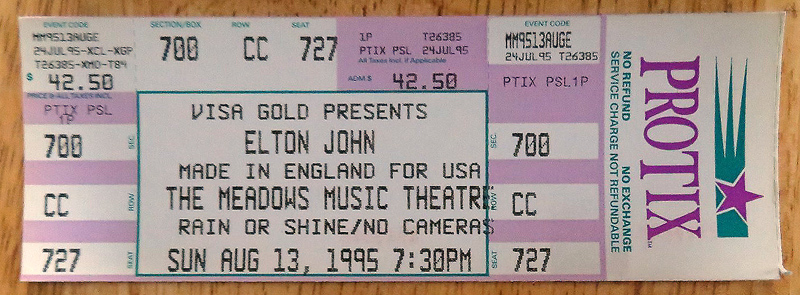 EVENT CODE
MM9513AUGE
24JUL95-XCL-XGP
T26385-XMD-T84
$ 42.50
PRICE & ALL TAXES INCL.
PTIX PSL
1P
700 SEC
CC ROW
727 SEAT
SECTION/BOX ROW SEAT
700 CC 727
1P T26385
PTIX PSL 24JUL95
All Taxes Incl. if Applicable
ADM$ 42.50
VISA GOLD PRESENTS
ELTON JOHN
MADE IN ENGLAND FOR USA
THE MEADOWS MUSIC THEATRE
RAIN OR SHINE/NO CAMERAS
SUN AUG 13, 1995 7:30PM
EVENT CODE
MM9513AUGE
24JUL95 T26385
PTIX PSL1P
SEC 700
ROW CC
SEAT 727
NO REFUND NO EXCHANGE
SERVICE CHARGE NOT REFUNDABLE
PROTIX™